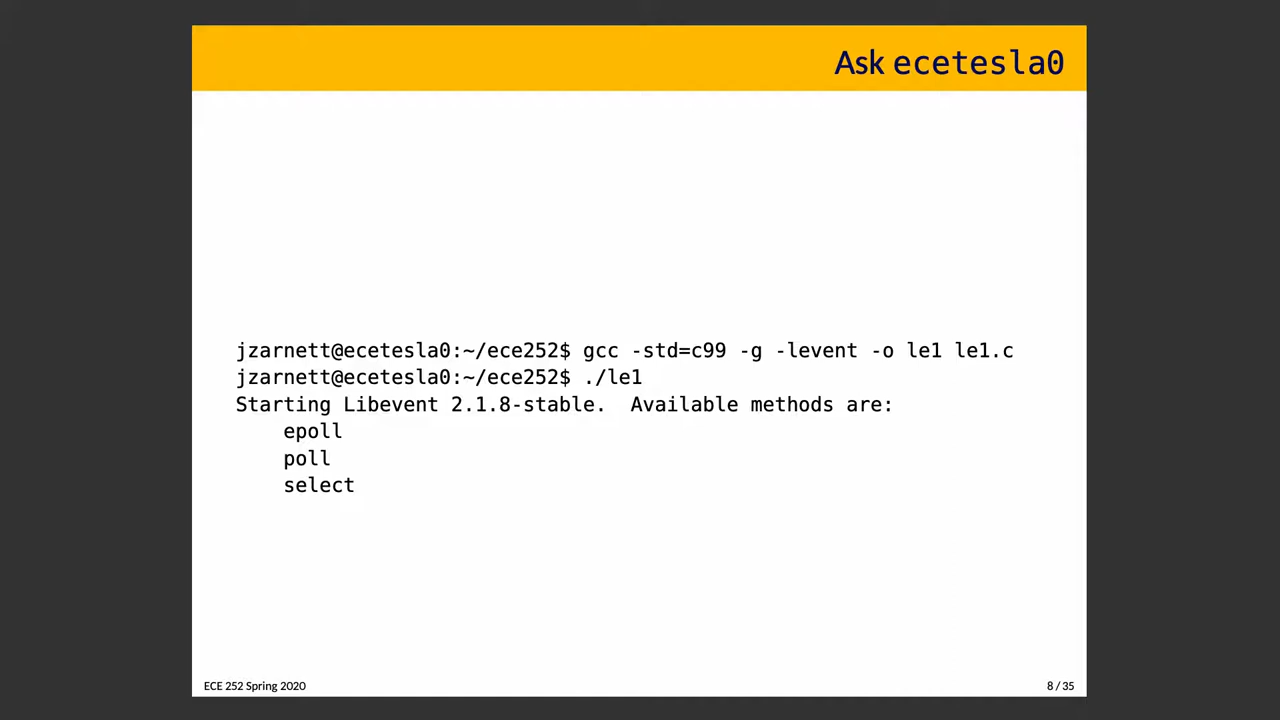 Ask ecetesla0
jzarnett@ecetesla0:~/ece252$ gcc -std=c99 -g -levent -o le1 le1.c
jzarnett@ecetesla0:~/ece252$ ./le1
Starting Libevent 2.1.8-stable.  Available methods are:
    epoll
    poll
    select
ECE 252 Spring 2020
8 / 35